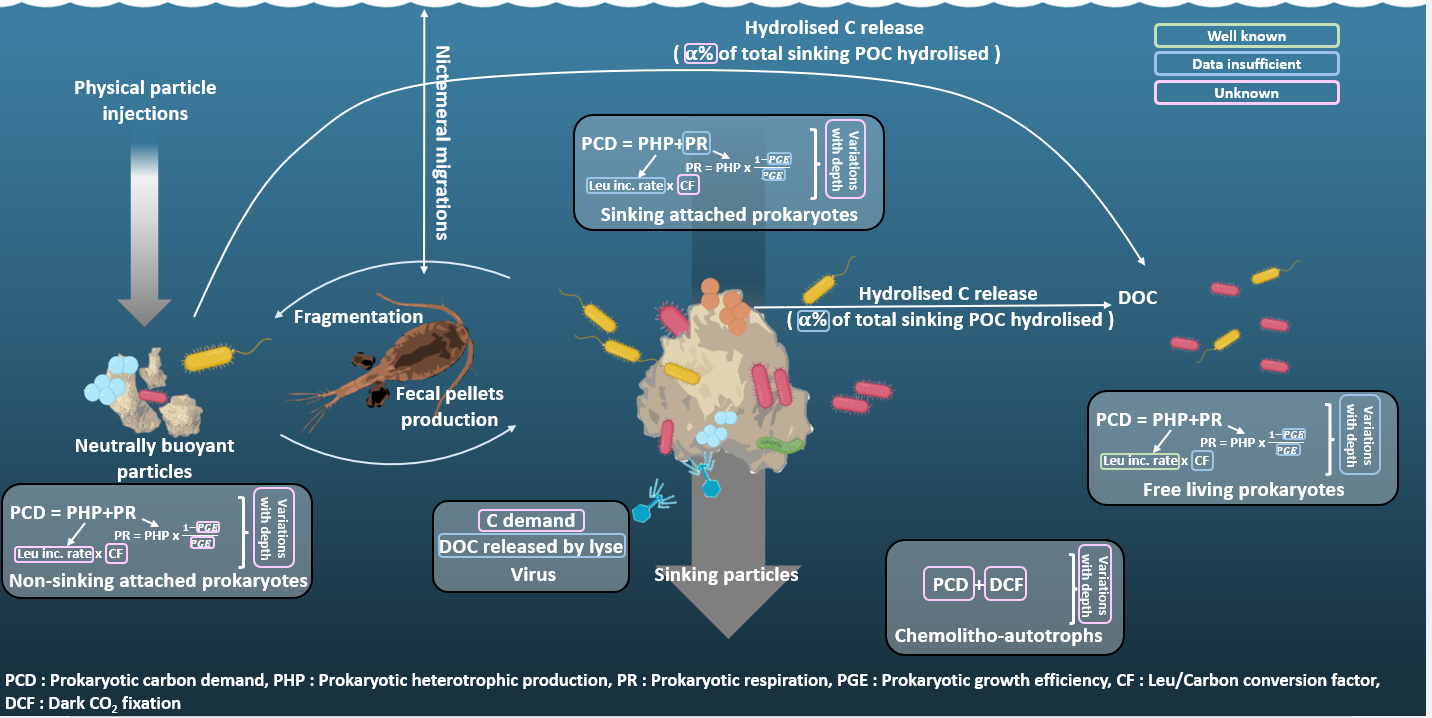 Hydrolised C release
( α% of total sinking POC hydrolised )
Well known
Data insufficient
Unknown
Physical particle
injections
Nictemeral migrations
PCD = PHP+PR
PR = PHP x 1-PGE
PGE
Leu inc. rate x CF
Variations
with depth
Sinking attached prokaryotes
Hydrolised C release
( α% of total sinking POC hydrolised )
DOC
Fragmentation
Fecal pellets
production
Neutrally buoyant
particles
PCD = PHP+PR
PR = PHP x 1-PGE
PGE
Leu inc. rate x CF
Variations
with depth
Free living prokaryotes
PCD = PHP+PR
PR = PHP x 1-PGE
PGE
Leu inc. rate x CF
Variations
with depth
Non-sinking attached prokaryotes
C demand
DOC released by lyse
Virus
Sinking particles
PCD + DCF
Variations
with depth
Chemolitho-autotrophs
PCD : Prokaryotic carbon demand, PHP : Prokaryotic heterotrophic production, PR : Prokaryotic respiration, PGE : Prokaryotic growth efficiency, CF : Leu/Carbon conversion factor,
DCF : Dark CO₂ fixation